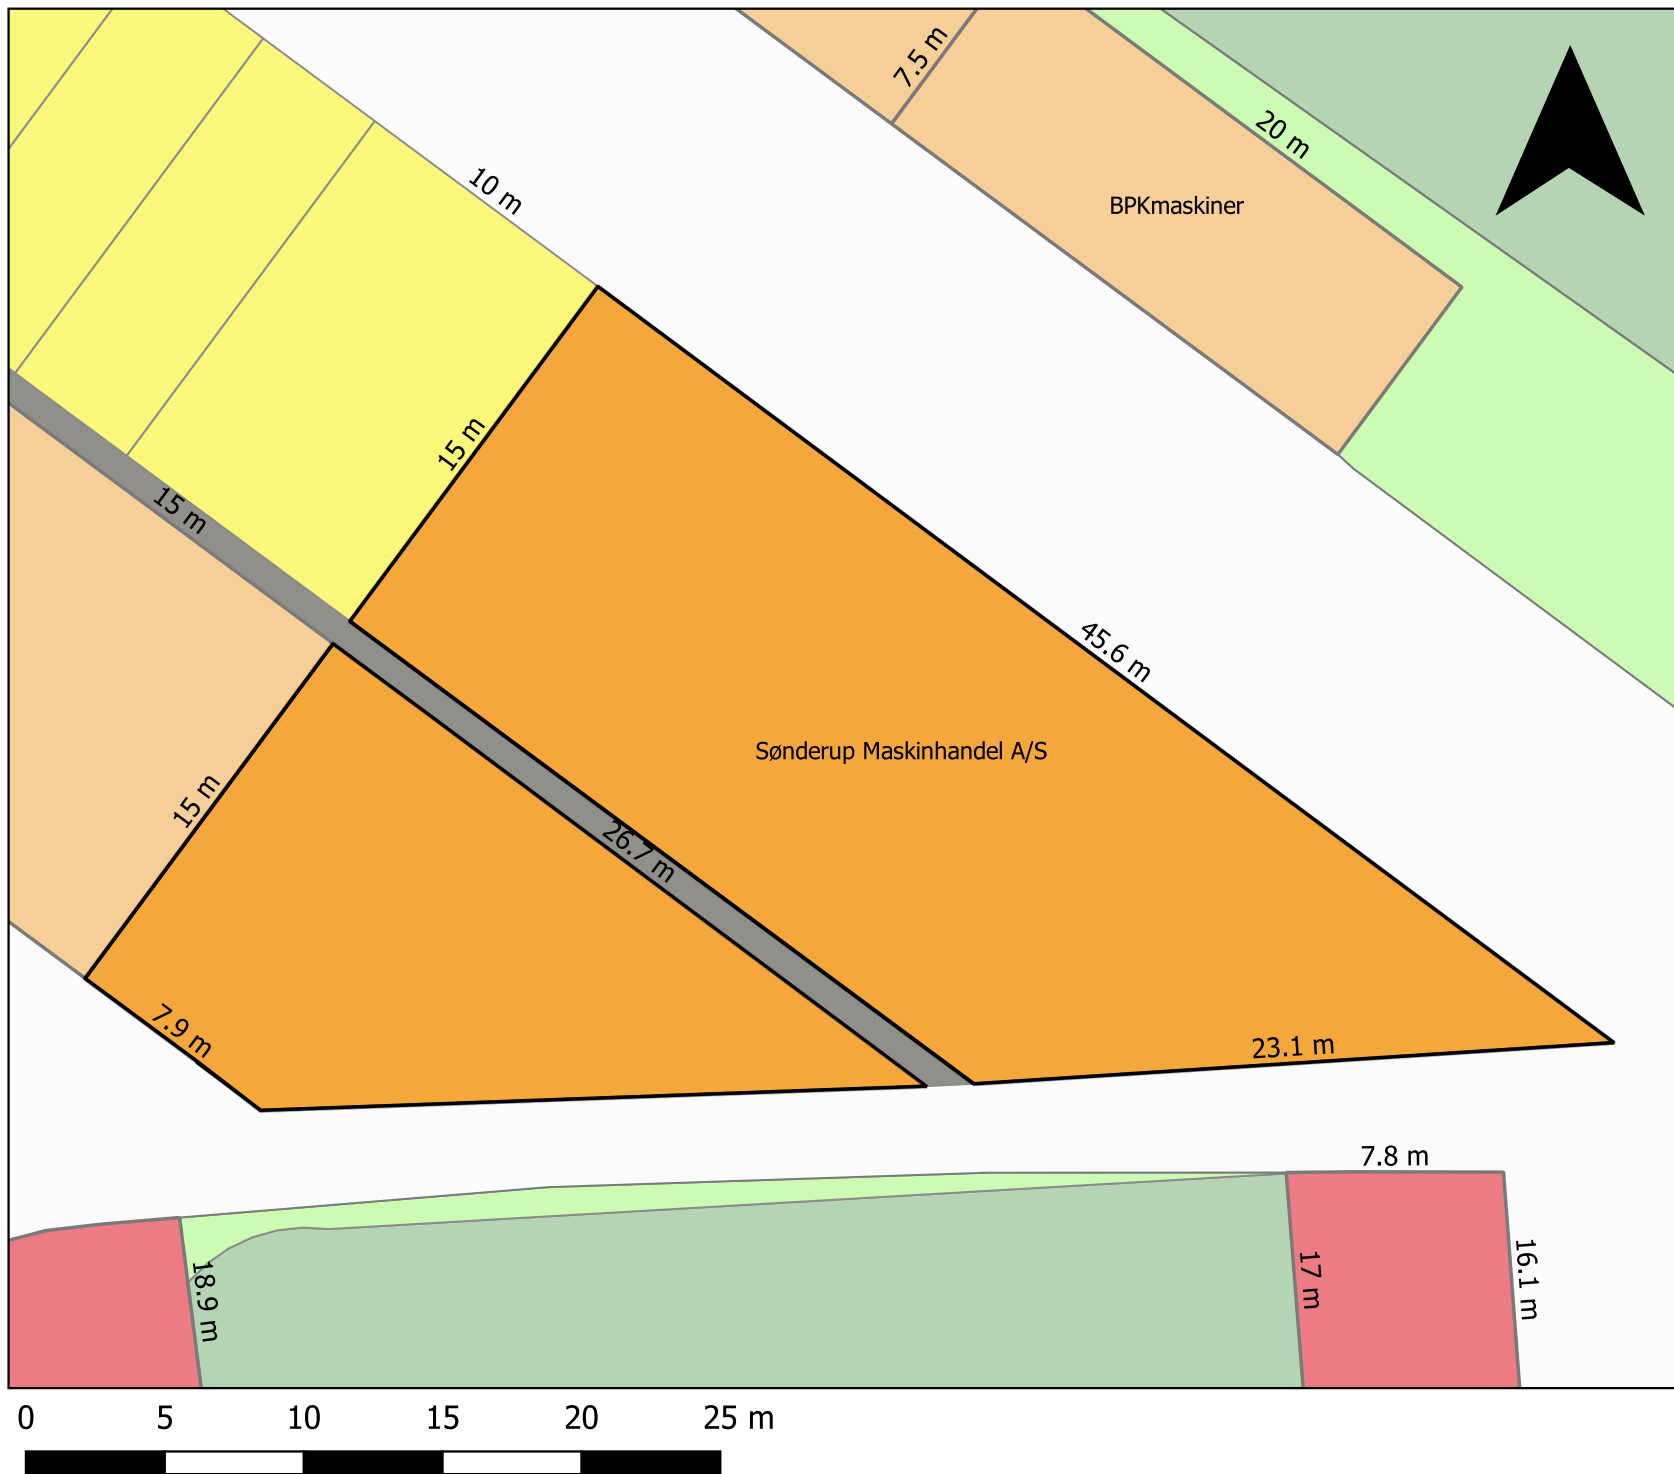 7.5 m
20 m
10 m
BPKmaskiner
15 m
15 m
45.6 m
Sønderup Maskinhandel A/S
15 m
26.7 m
7.9 m
23.1 m
7.8 m
18.9 m
17 m
16.1 m
0 5 10 15 20 25 m